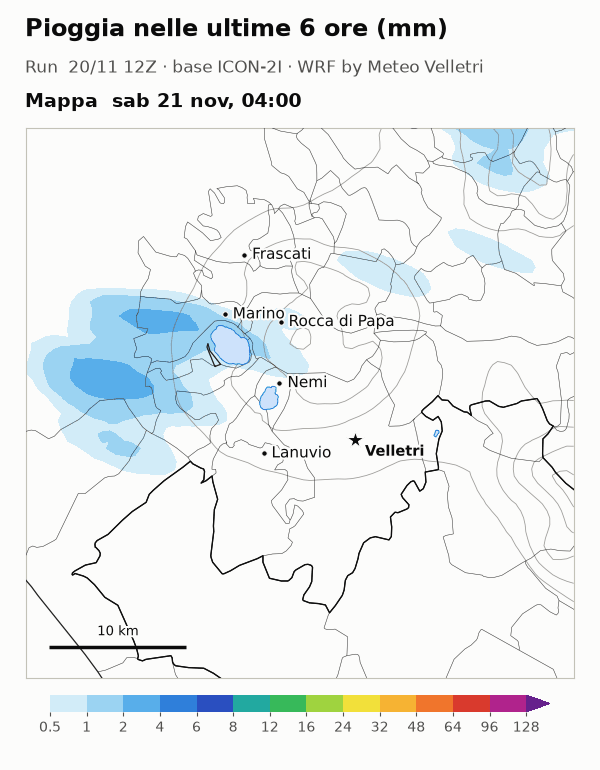 Pioggia nelle ultime 6 ore (mm)
Run  20/11 12Z · base ICON-2I · WRF by Meteo Velletri
Mappa  sab 21 nov, 04:00
Frascati
Marino
Rocca di Papa
Nemi
Velletri
Lanuvio
10 km
0.5 1 2 4 6 8 12 16 24 32 48 64 96 128